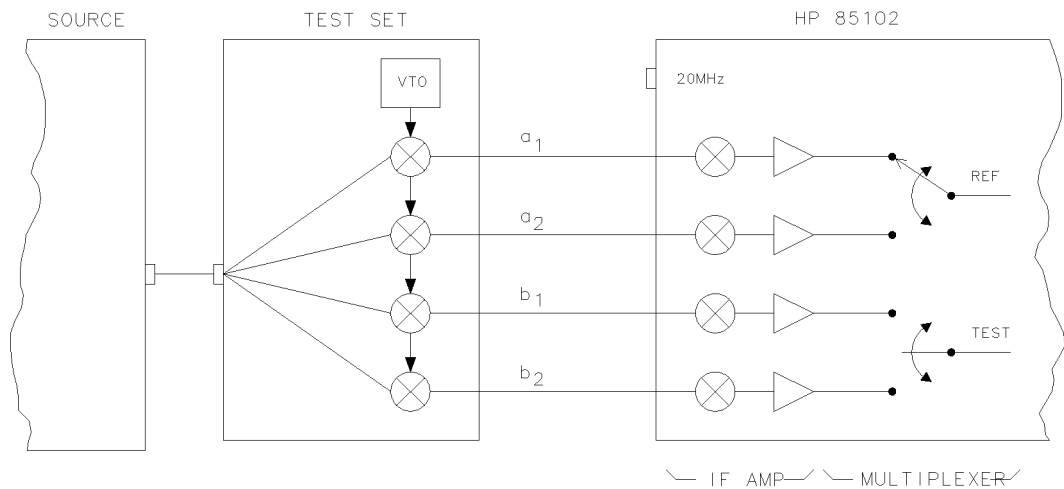 SOURCE
TEST SET
HP 85102
VTO
20MHz
a1
REF
a2
b1
TEST
b2
IF AMP
MULTIPLEXER